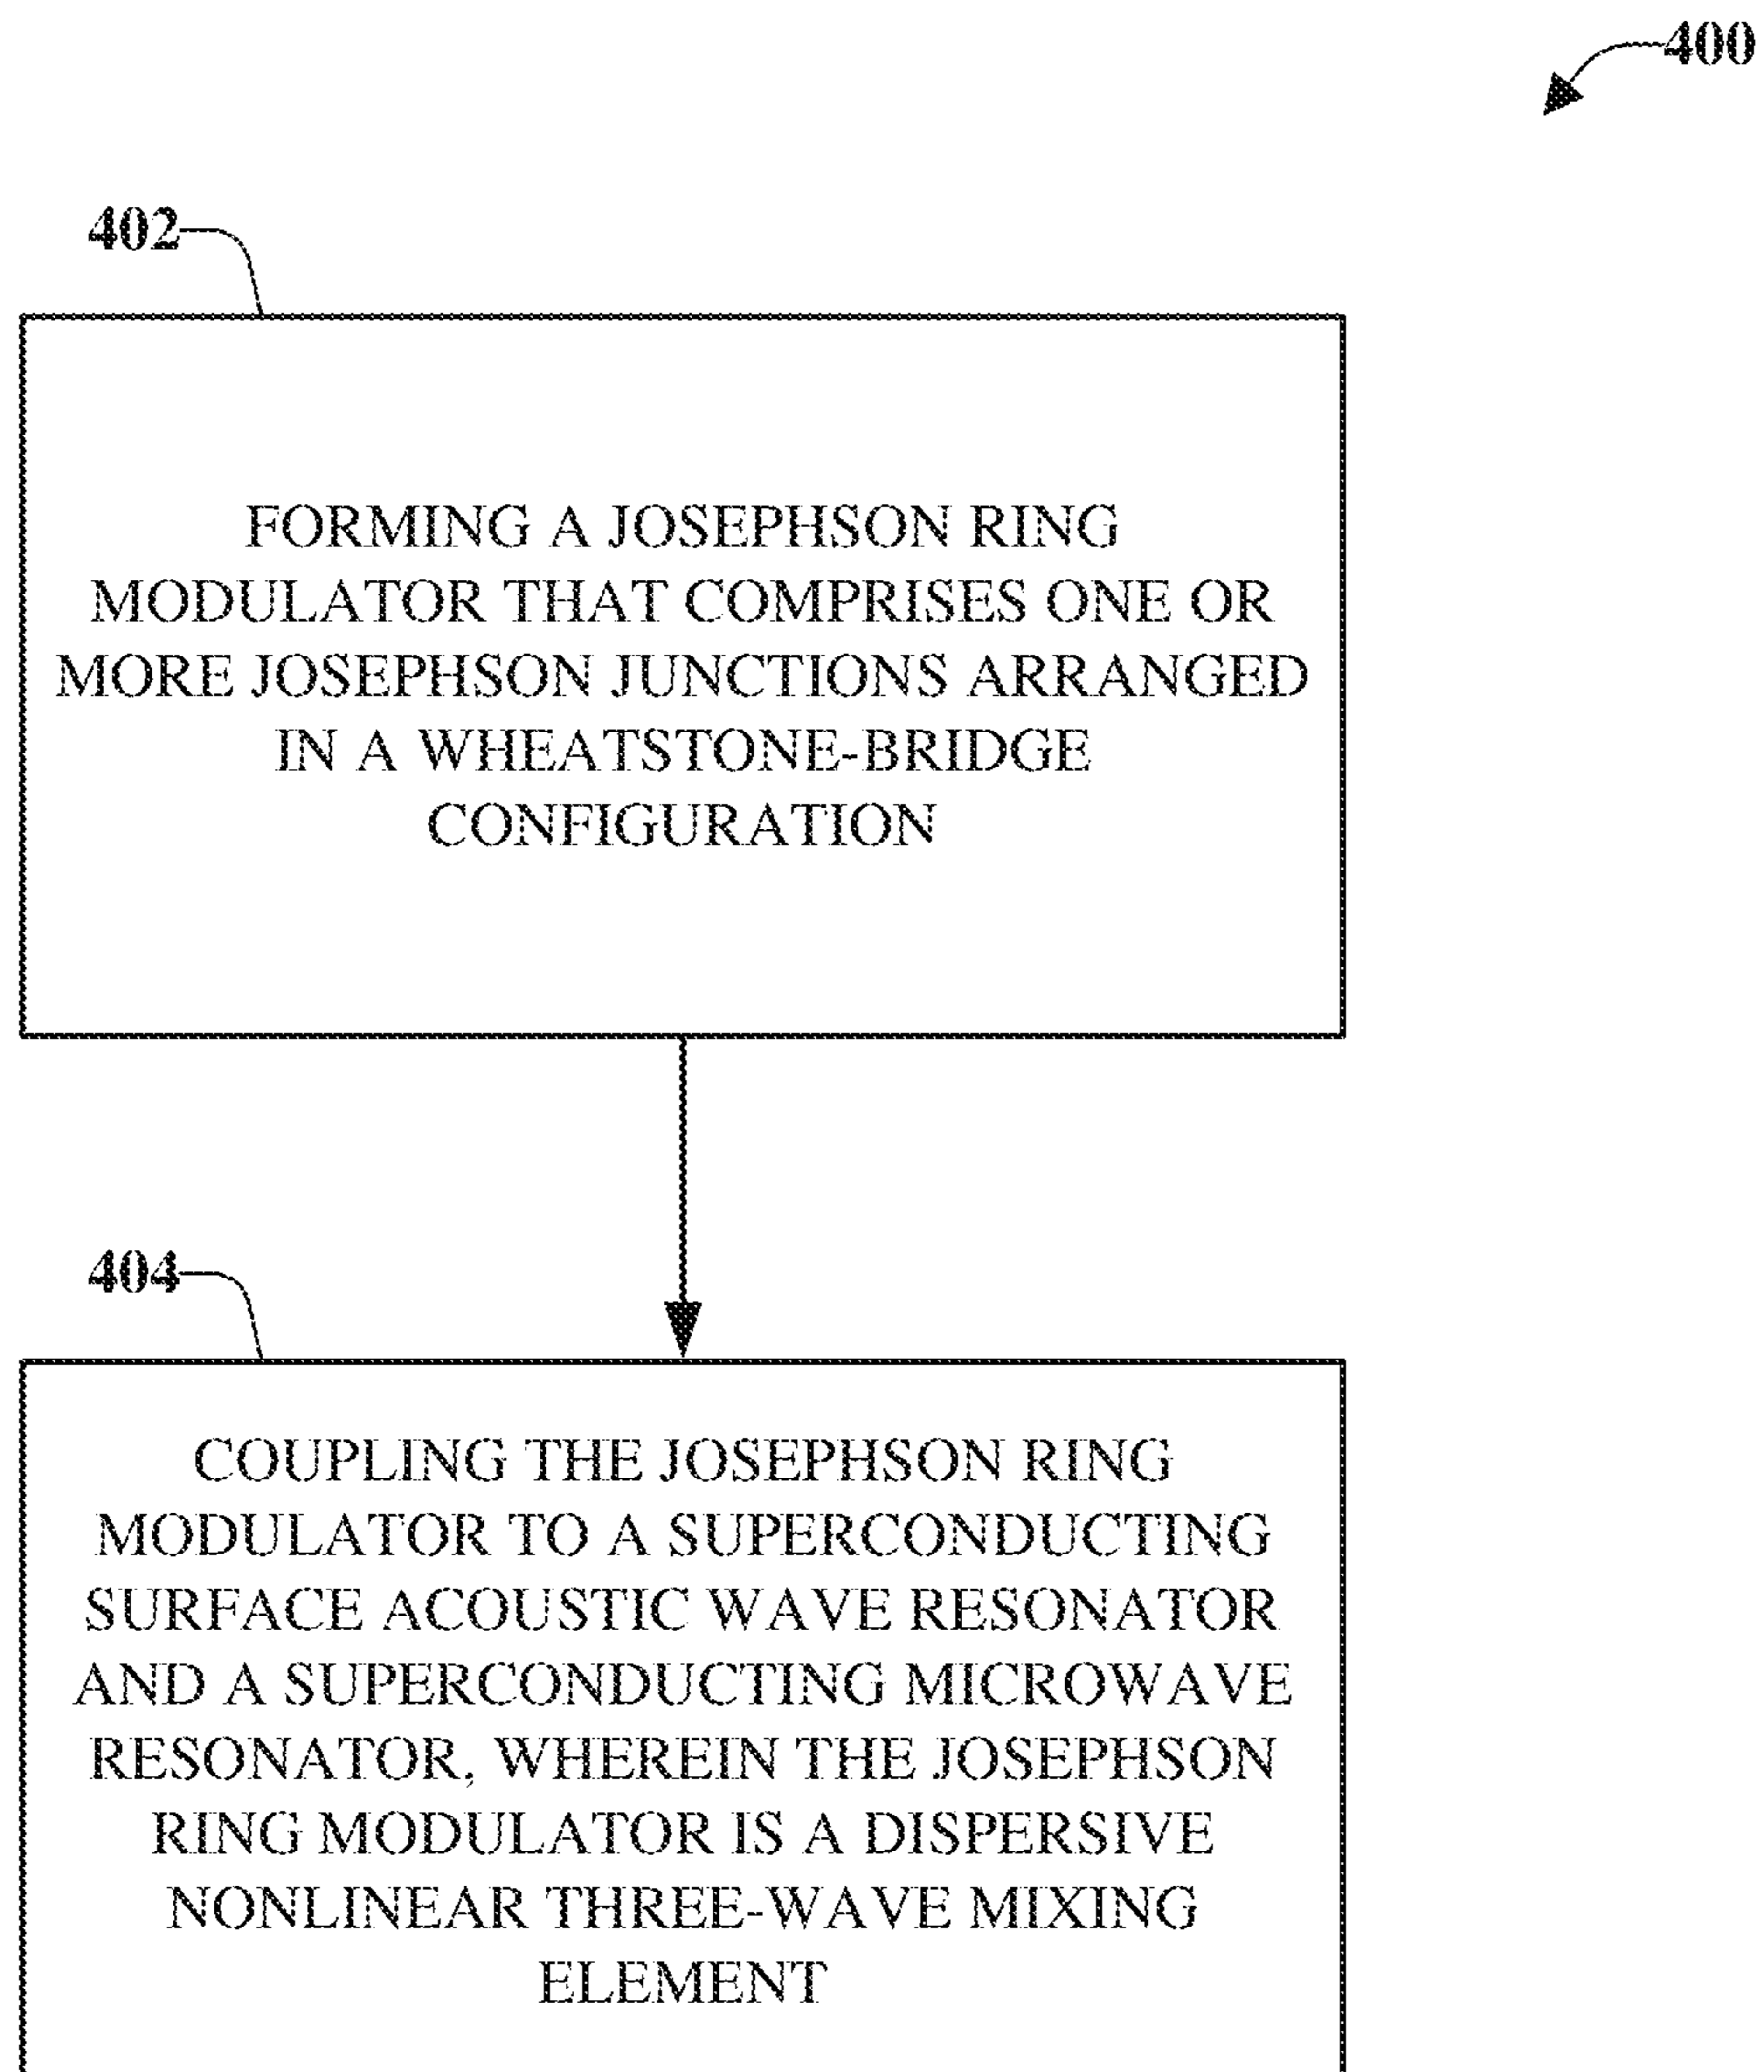 400
402
FORMING A JOSEPHSON RING
MODULATOR THAT COMPRISES ONE OR
MORE JOSEPHSON JUNCTIONS ARRANGED
IN A WHEATSTONE-BRIDGE
CONFIGURATION
404
COUPLING THE JOSEPHSON RING
MODULATOR TO A SUPERCONDUCTING
SURFACE ACOUSTIC WAVE RESONATOR
AND A SUPERCONDUCTING MICROWAVE
RESONATOR, WHEREIN THE JOSEPHSON
RING MODULATOR IS A DISPERSIVE
NONLINEAR THREE-WAVE MIXING
ELEMENT